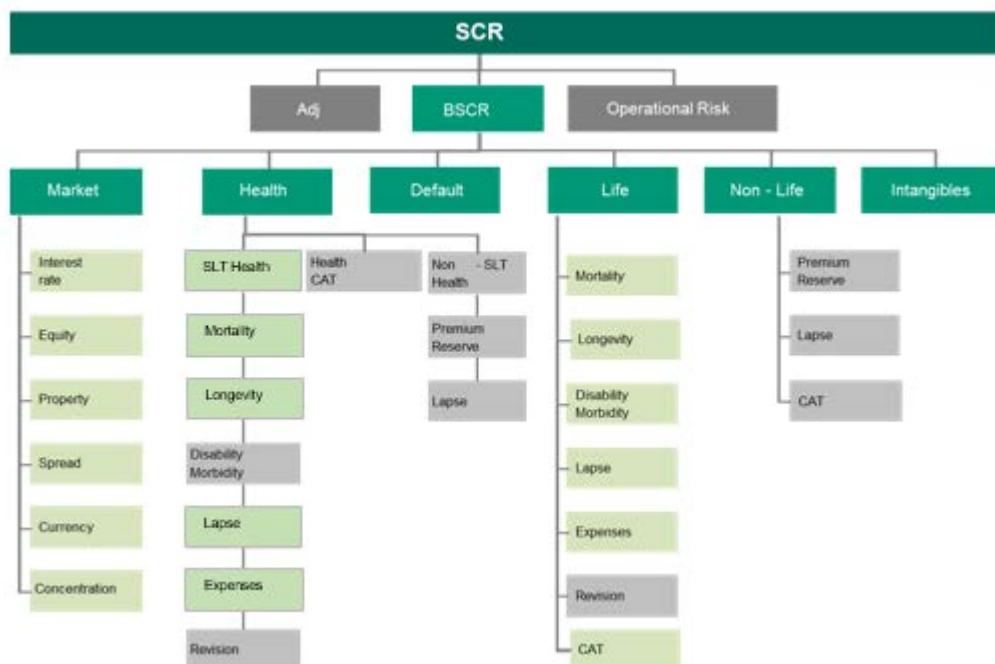 SCR
Adj
BSCR
Operational Risk
Market
Health
Default
Life
Non - Life
Intangibles
Interest
rate
Equity
Property
Spread
Currency
Concentration
SLT Health
Mortality
Longevity
Disability
Morbidity
Lapse
Expenses
Revision
Health
CAT
Non - SLT
Health
Premium
Reserve
Lapse
Mortality
Longevity
Disability
Morbidity
Lapse
Expenses
Revision
CAT
Premium
Reserve
Lapse
CAT